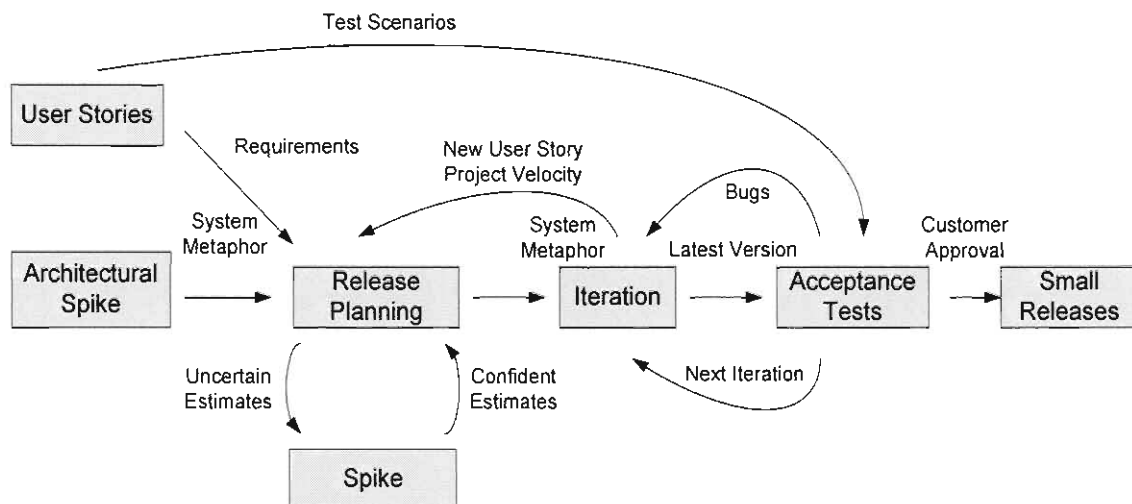 Test Scenarios
User Stories
Requirements
New User Story
Project Velocity
Bugs
System
Metaphor
System
Metaphor
Latest Version
Customer
Approval
Architectural
Spike
Release
Planning
Iteration
Acceptance
Tests
Small
Releases
Uncertain
Estimates
Confident
Estimates
Next Iteration
Spike